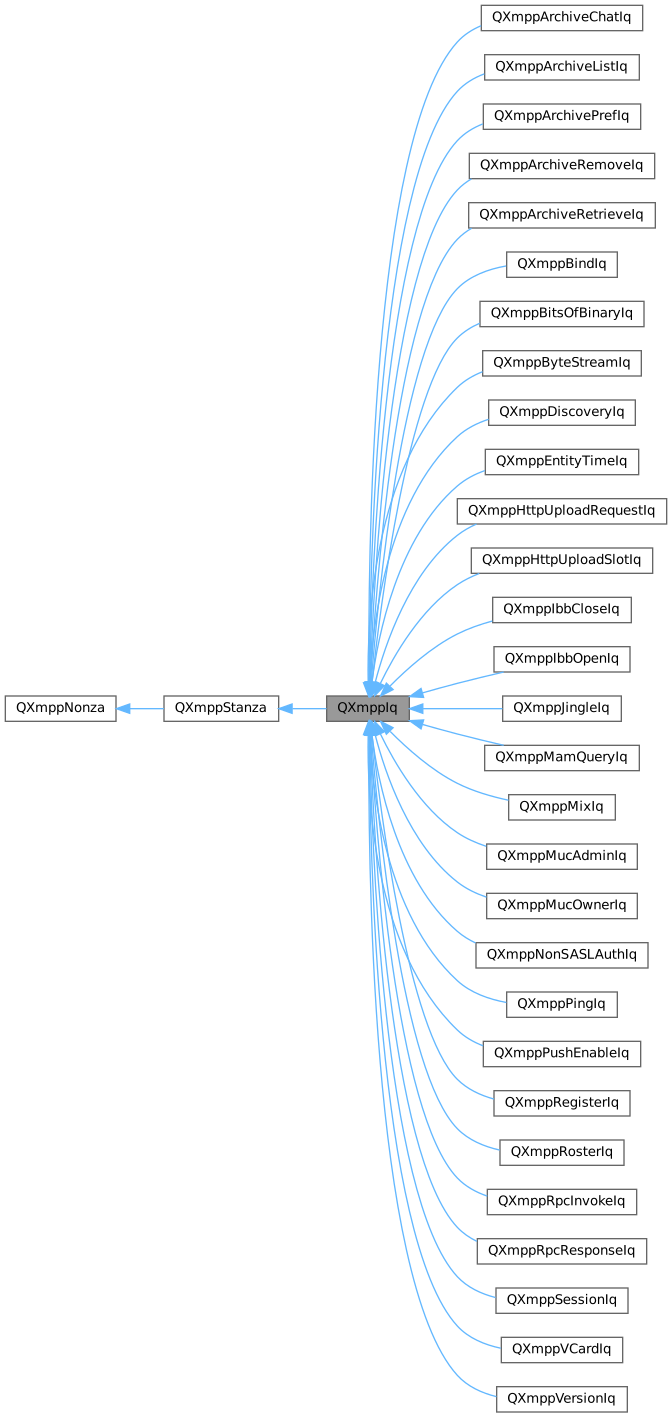 QXmppArchiveChatIq
QXmppArchiveListIq
QXmppArchivePrefIq
QXmppArchiveRemoveIq
QXmppArchiveRetrieveIq
QXmppBindIq
QXmppBitsOfBinaryIq
QXmppByteStreamIq
QXmppDiscoveryIq
QXmppEntityTimeIq
QXmppHttpUploadRequestIq
QXmppHttpUploadSlotIq
QXmppIbbCloseIq
QXmppIbbOpenIq
QXmppNonza QXmppStanza QXmppIq QXmppJingleIq
QXmppMamQueryIq
QXmppMixIq
QXmppMucAdminIq
QXmppMucOwnerIq
QXmppNonSASLAuthIq
QXmppPingIq
QXmppPushEnableIq
QXmppRegisterIq
QXmppRosterIq
QXmppRpcInvokeIq
QXmppRpcResponseIq
QXmppSessionIq
QXmppVCardIq
QXmppVersionIq